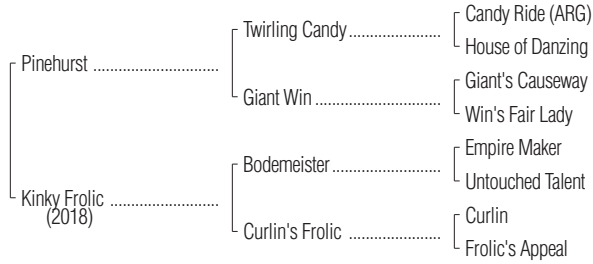 Candy Ride (ARG)
Twirling Candy
House of Danzing
Pinehurst
Giant's Causeway
Giant Win
Win's Fair Lady
Empire Maker
Bodemeister
Untouched Talent
Kinky Frolic
(2018)
Curlin
Curlin's Frolic
Frolic's Appeal